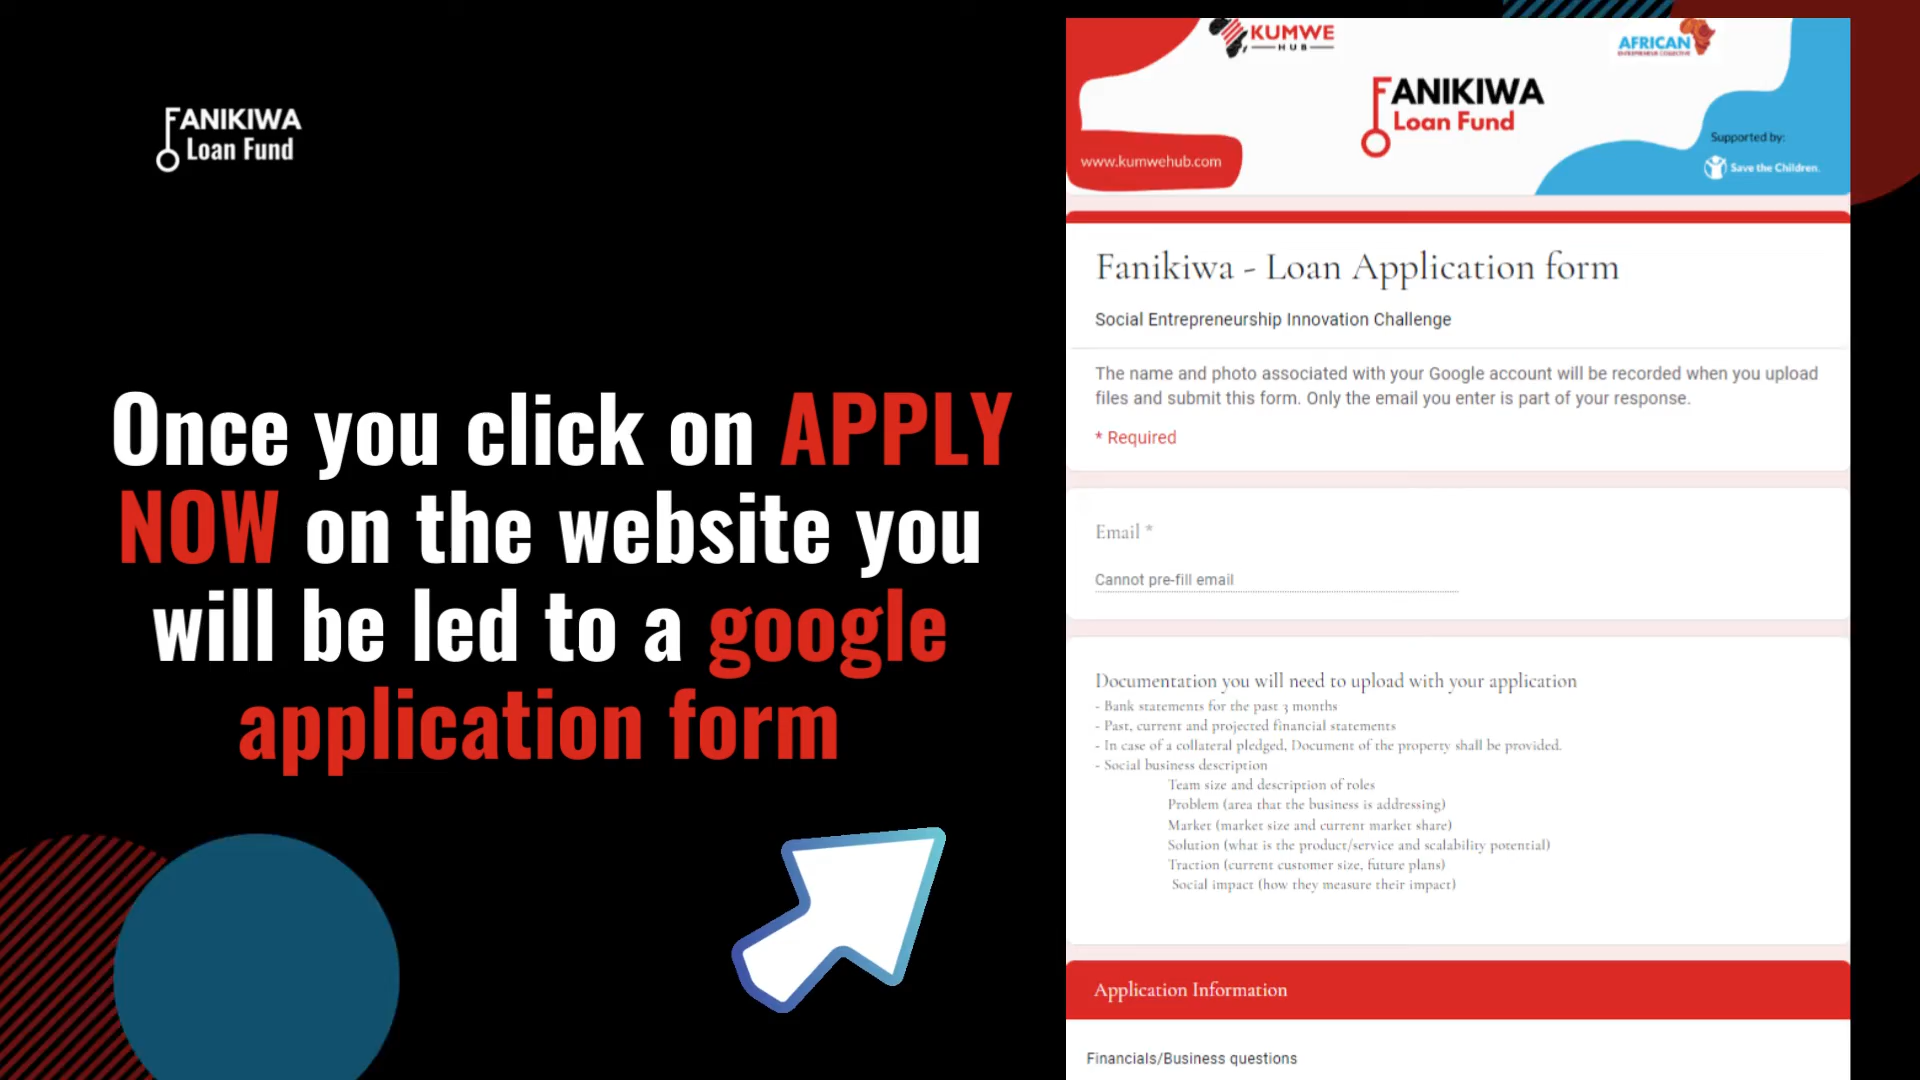 FANIKIWA
Loan Fund
Once you click on APPLY
NOW on the website you
will be led to a google
application form
KUMWE
HUB
AFRICAN
ENTREPRENEUR COLLECTIVE
FANIKIWA
Loan Fund
www.kumwehub.com
Supported by:
Save the Children.
Fanikiwa - Loan Application form
Social Entrepreneurship Innovation Challenge
The name and photo associated with your Google account will be recorded when you upload
files and submit this form. Only the email you enter is part of your response.
* Required
Email *
Cannot pre-fill email
Documentation you will need to upload with your application
- Bank statements for the past 3 months
- Past, current and projected financial statements
- In case of a collateral pledged, Document of the property shall be provided.
- Social business description
Team size and description of roles
Problem (area that the business is addressing)
Market (market size and current market share)
Solution (what is the product/service and scalability potential)
Traction (current customer size, future plans)
Social impact (how they measure their impact)
Application Information
Financials/Business questions